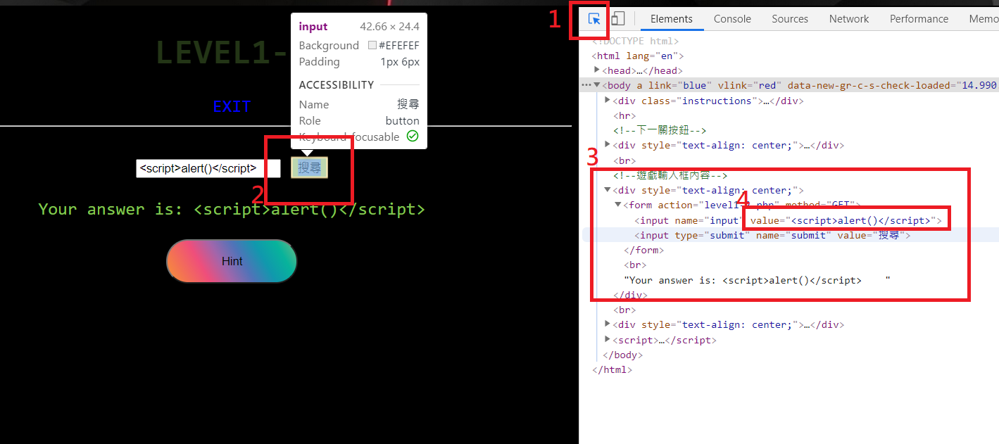 1
Elements Console Sources Network Performance Memo
input 42.66 × 24.4
Background #EFEFEF
Padding 1px 6px
ACCESSIBILITY
Name 搜尋
Role button
Keyboard-focusable
LEVEL1-
EXIT
<script>alert()</script>
搜尋
2
Your answer is: <script>alert()</script>
Hint
<!DOCTYPE html>
<html lang="en">
▶<head>…</head>
…▼<body a link="blue" vlink="red" data-new-gr-c-s-check-loaded="14.990
▶<div class="instructions">…</div>
<hr>
<!--下一關按鈕-->
▶<div style="text-align: center;">…</div>
3
<br>
<!--遊戲輸入框內容-->
▼<div style="text-align: center;">
4
▼<form action="level1-2.php" method="GET">
<input name="input" value="<script>alert()</script>">
<input type="submit" name="submit" value="搜尋">
</form>
<br>
"Your answer is: <script>alert()</script> "
</div>
<br>
▶<div style="text-align: center;">…</div>
▶<script>…</script>
</body>
</html>